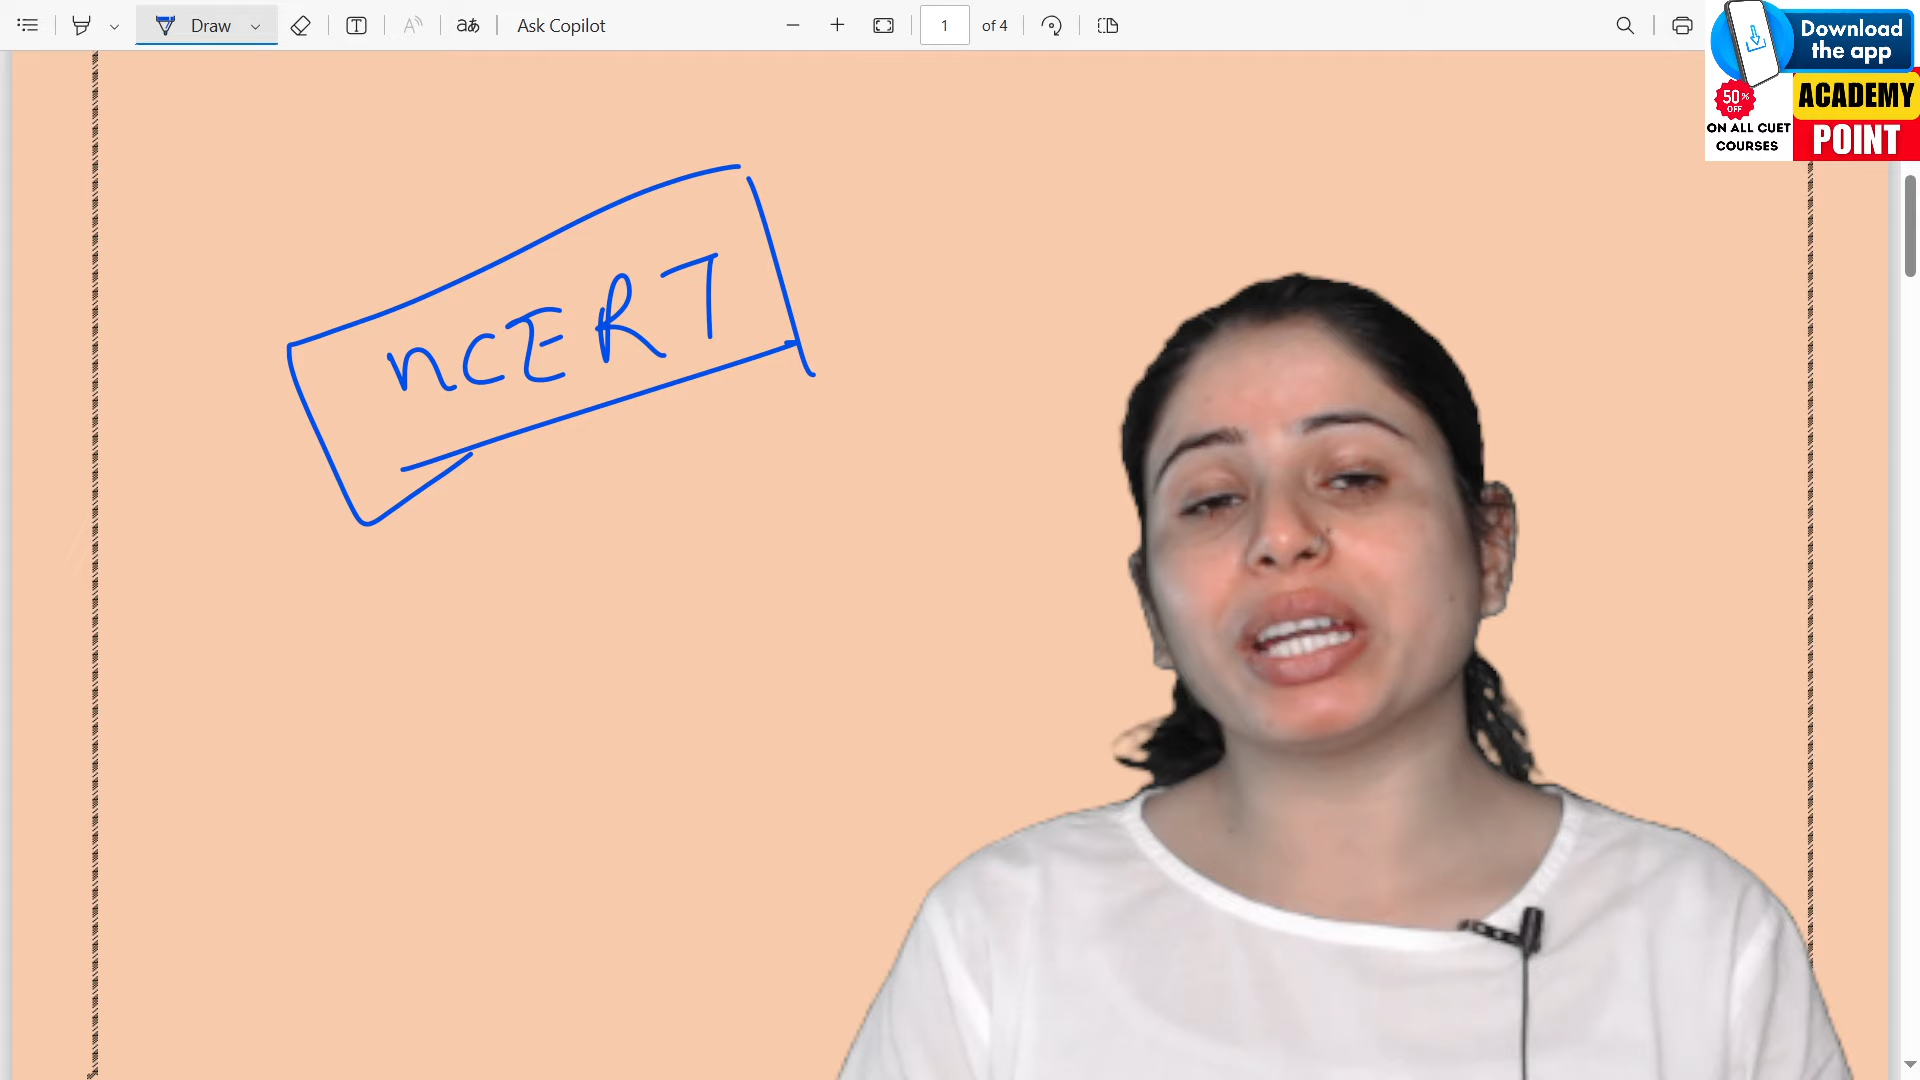 Draw
Ask Copilot
1 of 4
Download
the app
50% OFF
ON ALL CUET
COURSES
ACADEMY
POINT
nCERT